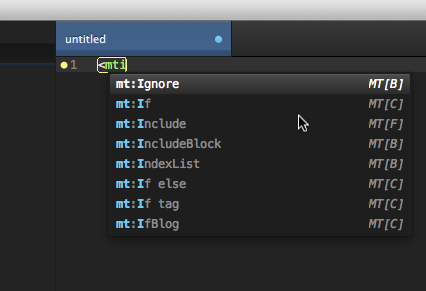 untitled
1 <mti
mt:Ignore MT[B]
mt:If MT[C]
mt:Include MT[F]
mt:IncludeBlock MT[B]
mt:IndexList MT[B]
mt:If else MT[C]
mt:If tag MT[C]
mt:IfBlog MT[C]